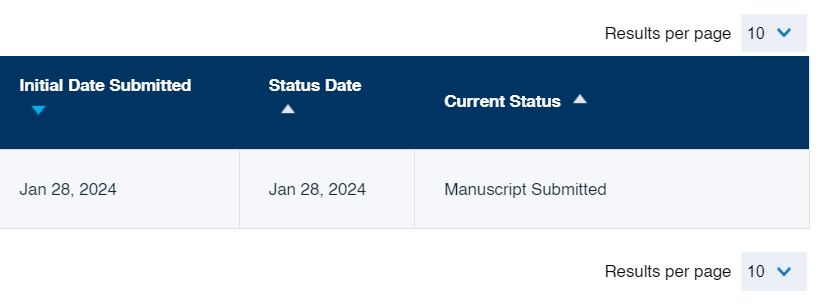 Results per page 10
Initial Date Submitted
Status Date
Current Status
Jan 28, 2024
Jan 28, 2024
Manuscript Submitted
Results per page 10